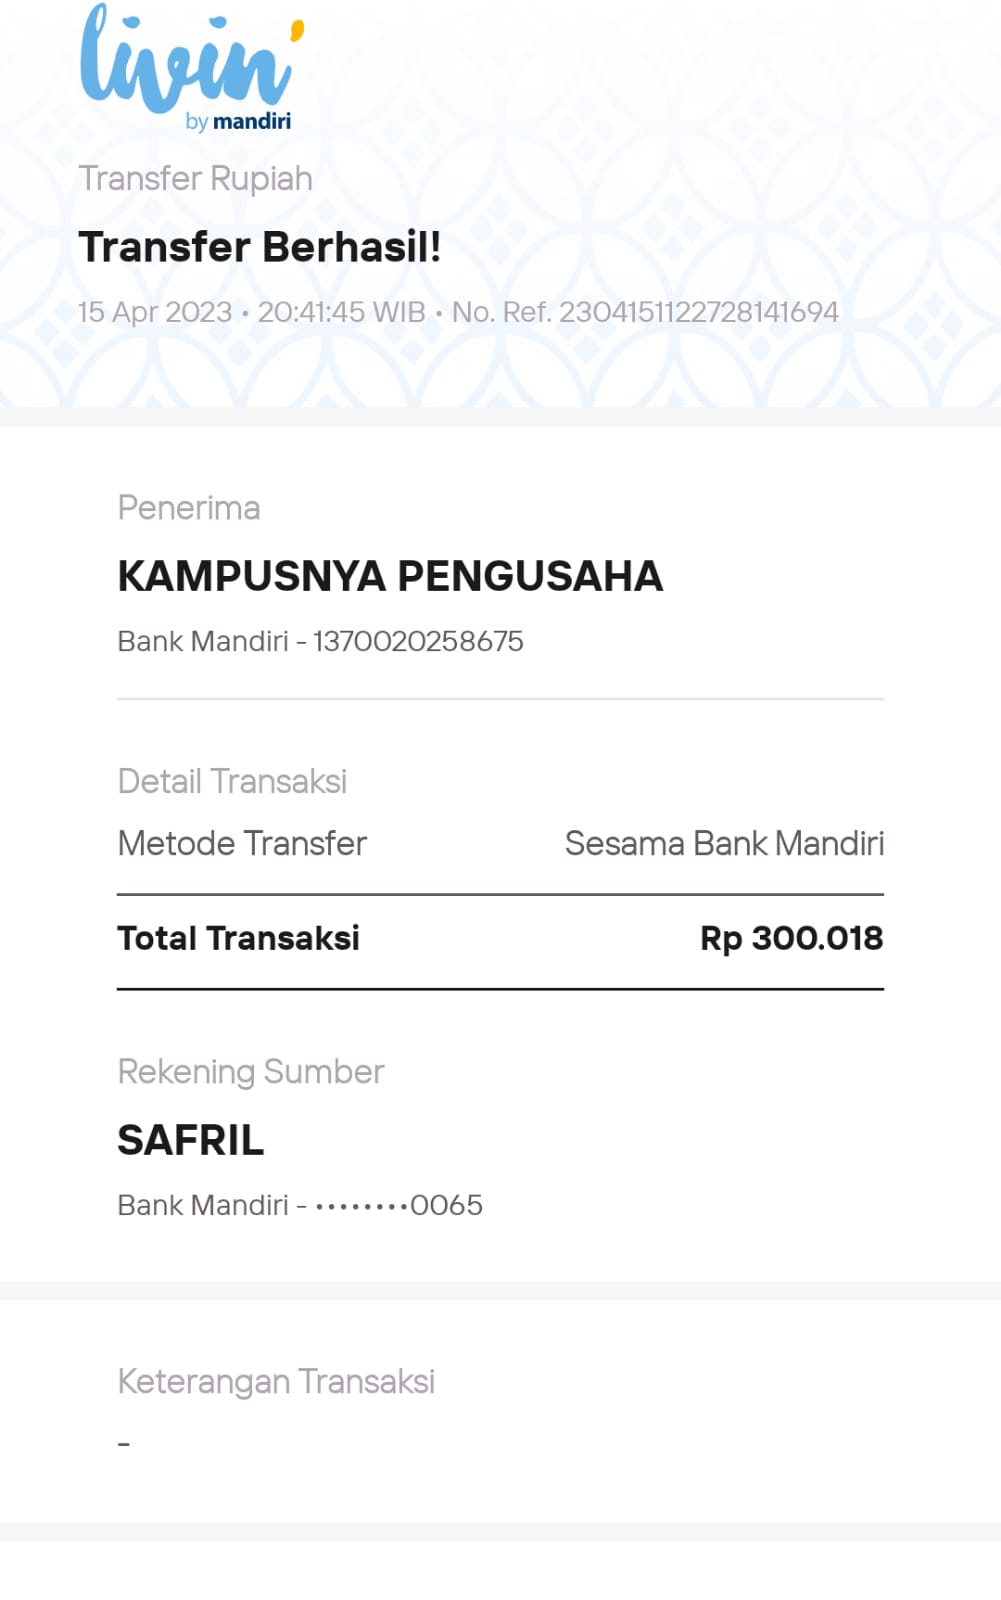 livin'
by mandiri
Transfer Rupiah
Transfer Berhasil!
15 Apr 2023 • 20:41:45 WIB • No. Ref. 2304151122728141694
Penerima
KAMPUSNYA PENGUSAHA
Bank Mandiri - 1370020258675
Detail Transaksi
Metode Transfer Sesama Bank Mandiri
Total Transaksi Rp 300.018
Rekening Sumber
SAFRIL
Bank Mandiri - ••••••••0065
Keterangan Transaksi
-